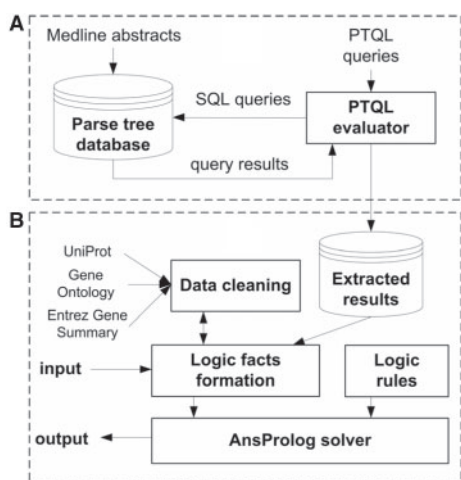 A
Medline abstracts
PTQL
queries
SQL queries
Parse tree
database
PTQL
evaluator
query results
B
UniProt
Gene
Ontology
Entrez Gene
Summary
Data cleaning
Extracted
results
input
Logic facts
formation
Logic
rules
output
AnsProlog solver